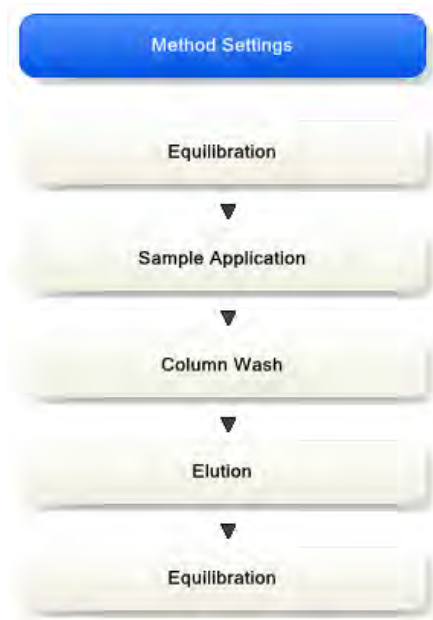 Method Settings
Equilibration
Sample Application
Column Wash
Elution
Equilibration